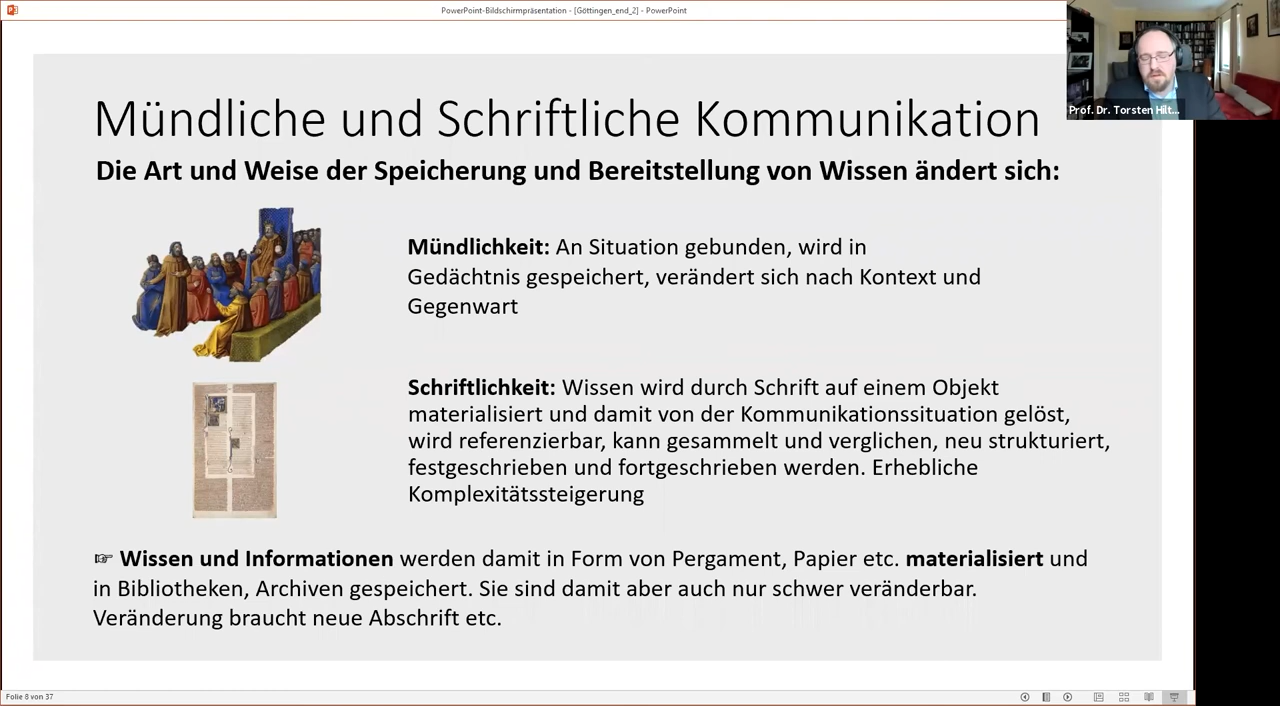 PowerPoint-Bildschirmpräsentation - [Göttingen_end_2] - PowerPoint
Prof. Dr. Torsten Hilt...
Mündliche und Schriftliche Kommunikation
Die Art und Weise der Speicherung und Bereitstellung von Wissen ändert sich:
Mündlichkeit: An Situation gebunden, wird in
Gedächtnis gespeichert, verändert sich nach Kontext und
Gegenwart
Schriftlichkeit: Wissen wird durch Schrift auf einem Objekt
materialisiert und damit von der Kommunikationssituation gelöst,
wird referenzierbar, kann gesammelt und verglichen, neu strukturiert,
festgeschrieben und fortgeschrieben werden. Erhebliche
Komplexitätssteigerung
☞ Wissen und Informationen werden damit in Form von Pergament, Papier etc. materialisiert und
in Bibliotheken, Archiven gespeichert. Sie sind damit aber auch nur schwer veränderbar.
Veränderung braucht neue Abschrift etc.
Folie 8 von 37